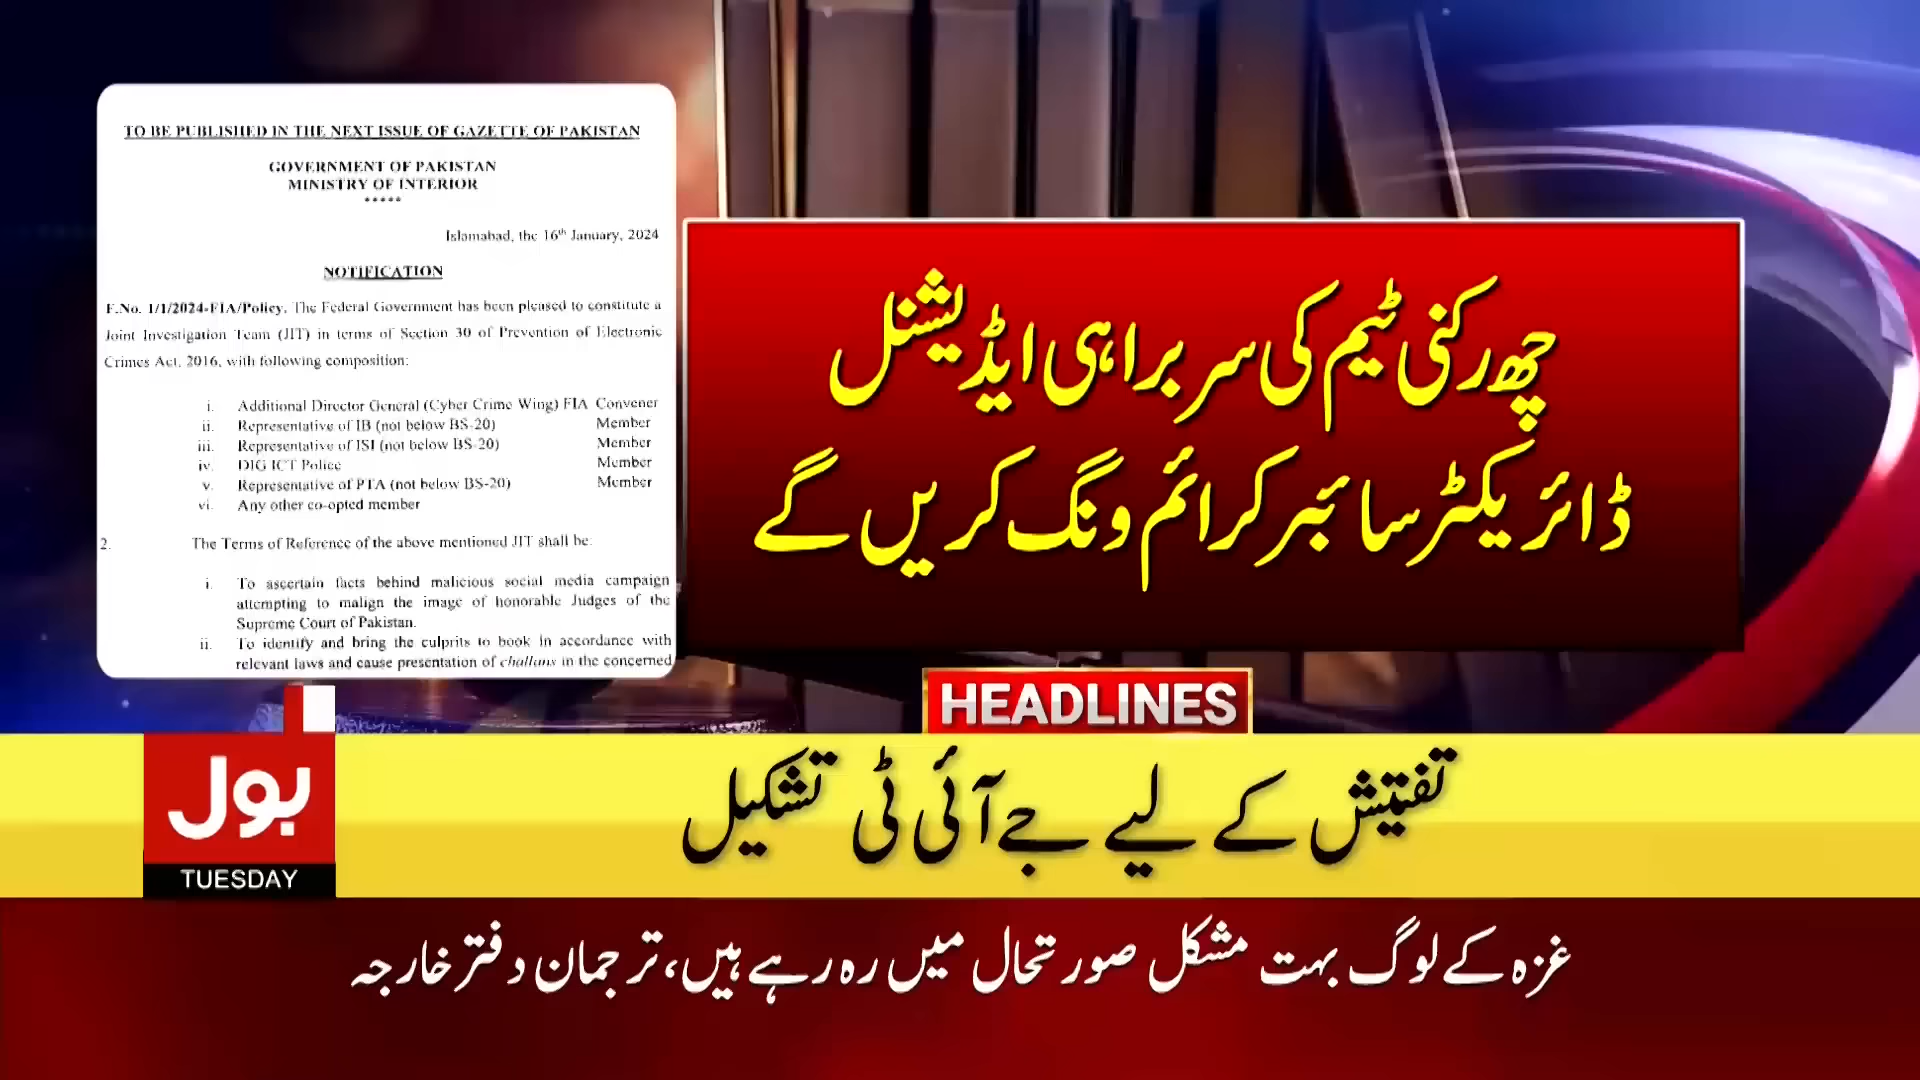 TO BE PUBLISHED IN THE NEXT ISSUE OF GAZETTE OF PAKISTAN
GOVERNMENT OF PAKISTAN
MINISTRY OF INTERIOR
*****
Islamabad, the 16th January, 2024
NOTIFICATION
F.No. 1/1/2024-FIA/Policy. The Federal Government has been pleased to constitute a
Joint Investigation Team (JIT) in terms of Section 30 of Prevention of Electronic
Crimes Act, 2016, with following composition:
i. Additional Director General (Cyber Crime Wing) FIA Convener
ii. Representative of IB (not below BS-20) Member
iii. Representative of ISI (not below BS-20) Member
iv. DIG ICT Police Member
v. Representative of PTA (not below BS-20) Member
vi. Any other co-opted member
2. The Terms of Reference of the above mentioned JIT shall be:
i. To ascertain facts behind malicious social media campaign
attempting to malign the image of honorable Judges of the
Supreme Court of Pakistan.
ii. To identify and bring the culprits to book in accordance with
relevant laws and cause presentation of challans in the concerned
چھ رکنی ٹیم کی سربراہی ایڈیشنل
ڈائریکٹر سائبر کرائم ونگ کریں گے
HEADLINES
بول
TUESDAY
تفتیش کے لیے جے آئی ٹی تشکیل
غزہ کے لوگ بہت مشکل صورتحال میں رہ رہے ہیں، ترجمان دفتر خارجہ